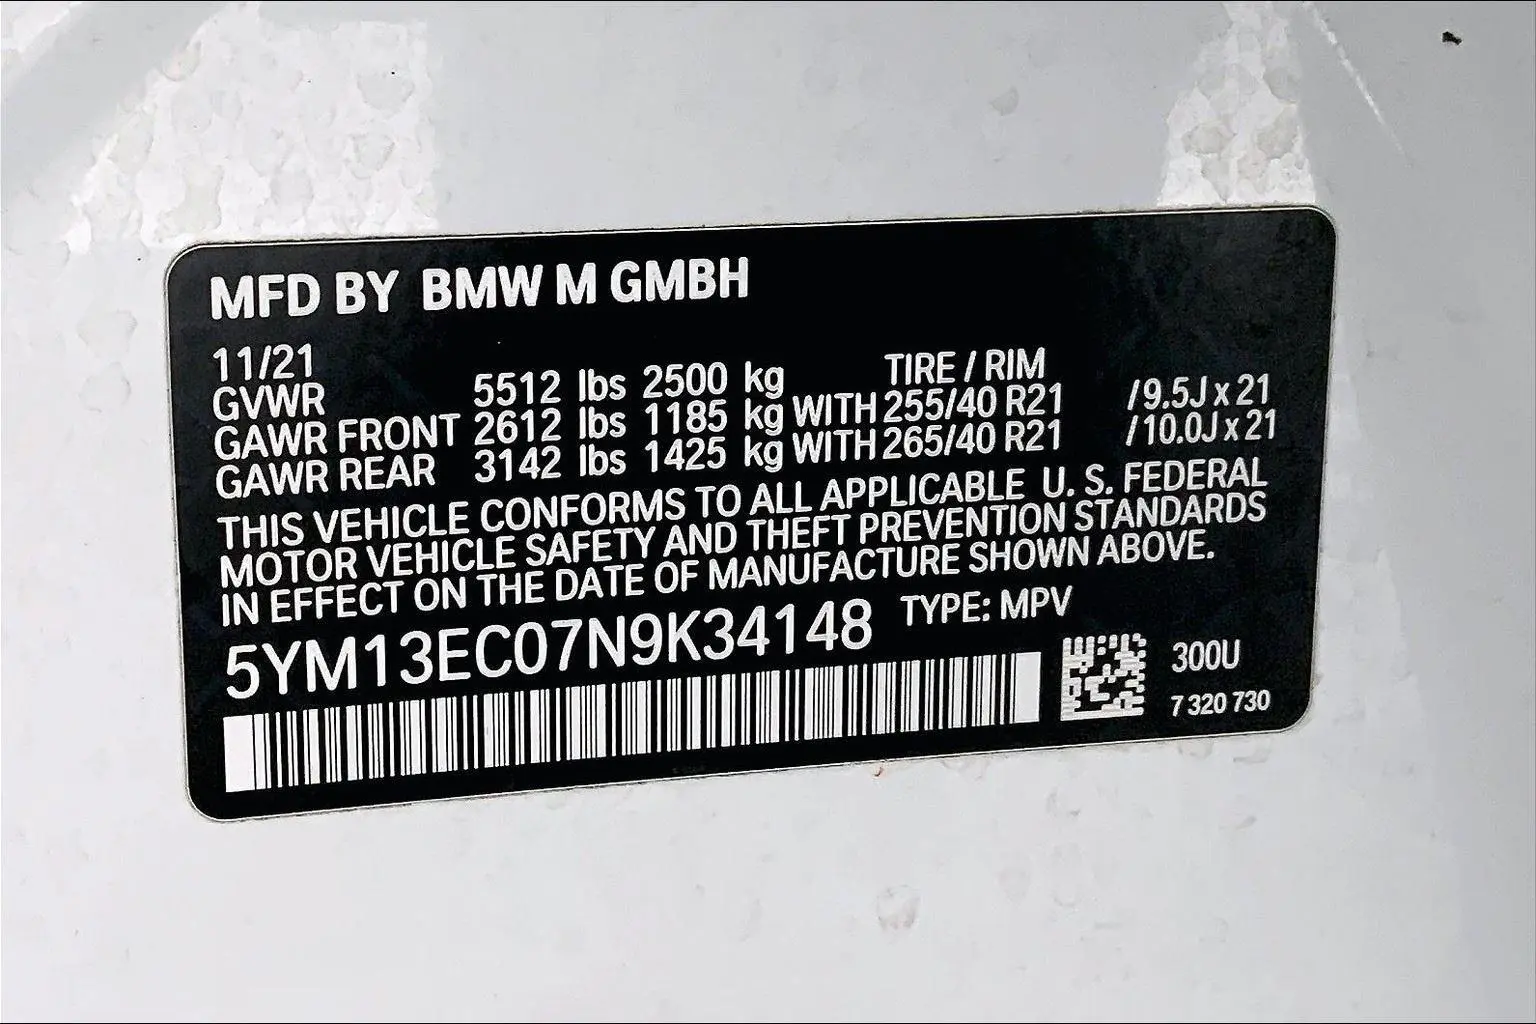 MFD BY BMW M GMBH
11/21 TIRE / RIM
GVWR 5512 lbs 2500 kg
GAWR FRONT 2612 lbs 1185 kg WITH 255/40 R21 /9.5J x 21
GAWR REAR 3142 lbs 1425 kg WITH 265/40 R21 /10.0J x 21
THIS VEHICLE CONFORMS TO ALL APPLICABLE U. S. FEDERAL
MOTOR VEHICLE SAFETY AND THEFT PREVENTION STANDARDS
IN EFFECT ON THE DATE OF MANUFACTURE SHOWN ABOVE.
5YM13EC07N9K34148 TYPE: MPV
300U
7 320 730